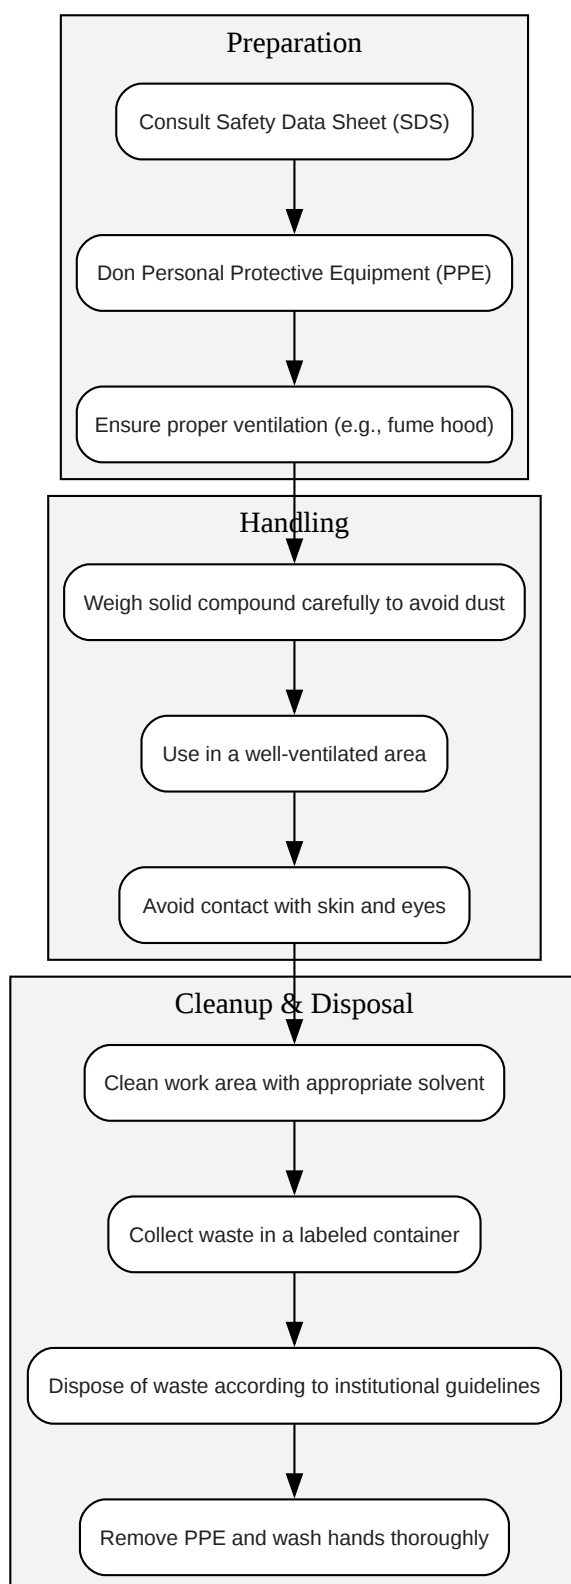 Preparation
Consult Safety Data Sheet (SDS)
Don Personal Protective Equipment (PPE)
Ensure proper ventilation (e.g., fume hood)
Handling
Weigh solid compound carefully to avoid dust
Use in a well-ventilated area
Avoid contact with skin and eyes
Cleanup & Disposal
Clean work area with appropriate solvent
Collect waste in a labeled container
Dispose of waste according to institutional guidelines
Remove PPE and wash hands thoroughly